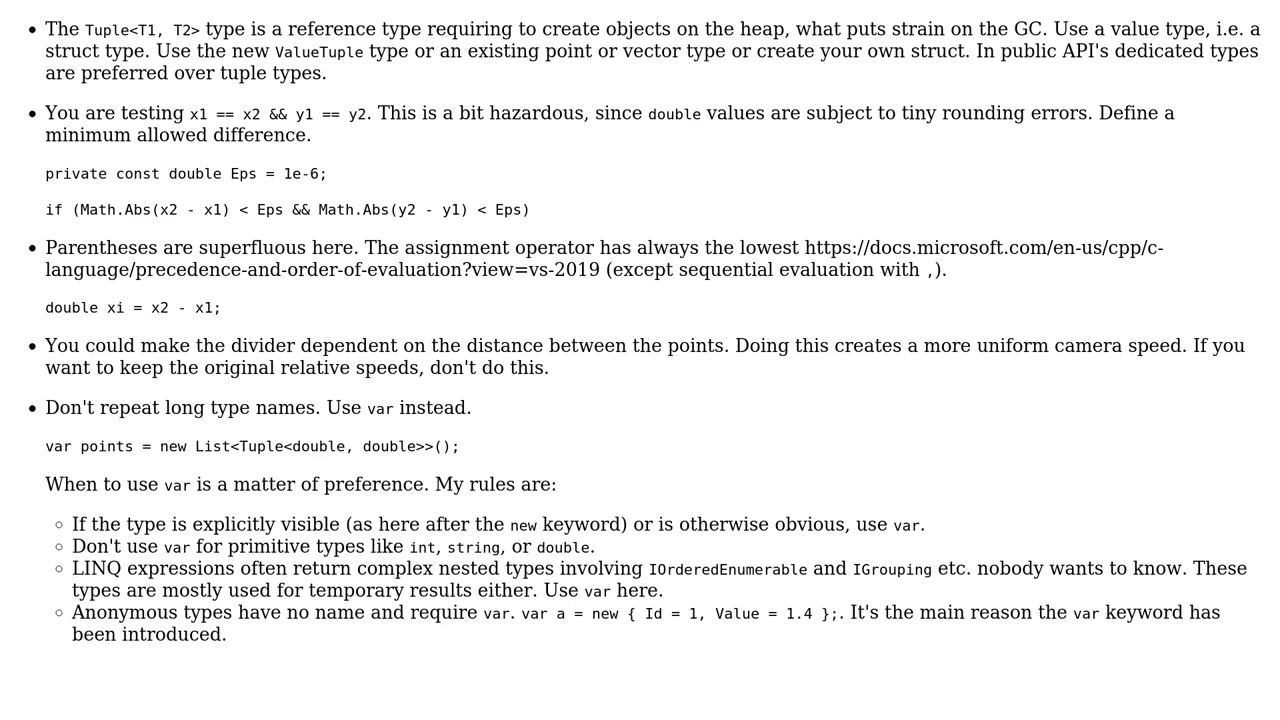 • The Tuple<T1, T2> type is a reference type requiring to create objects on the heap, what puts strain on the GC. Use a value type, i.e. a
struct type. Use the new ValueTuple type or an existing point or vector type or create your own struct. In public API's dedicated types
are preferred over tuple types.
• You are testing x1 == x2 && y1 == y2. This is a bit hazardous, since double values are subject to tiny rounding errors. Define a
minimum allowed difference.
private const double Eps = 1e-6;
if (Math.Abs(x2 - x1) < Eps && Math.Abs(y2 - y1) < Eps)
• Parentheses are superfluous here. The assignment operator has always the lowest https://docs.microsoft.com/en-us/cpp/c-
language/precedence-and-order-of-evaluation?view=vs-2019 (except sequential evaluation with ,).
double xi = x2 - x1;
• You could make the divider dependent on the distance between the points. Doing this creates a more uniform camera speed. If you
want to keep the original relative speeds, don't do this.
• Don't repeat long type names. Use var instead.
var points = new List<Tuple<double, double>>();
When to use var is a matter of preference. My rules are:
◦ If the type is explicitly visible (as here after the new keyword) or is otherwise obvious, use var.
◦ Don't use var for primitive types like int, string, or double.
◦ LINQ expressions often return complex nested types involving IOrderedEnumerable and IGrouping etc. nobody wants to know. These
types are mostly used for temporary results either. Use var here.
◦ Anonymous types have no name and require var. var a = new { Id = 1, Value = 1.4 };. It's the main reason the var keyword has
been introduced.